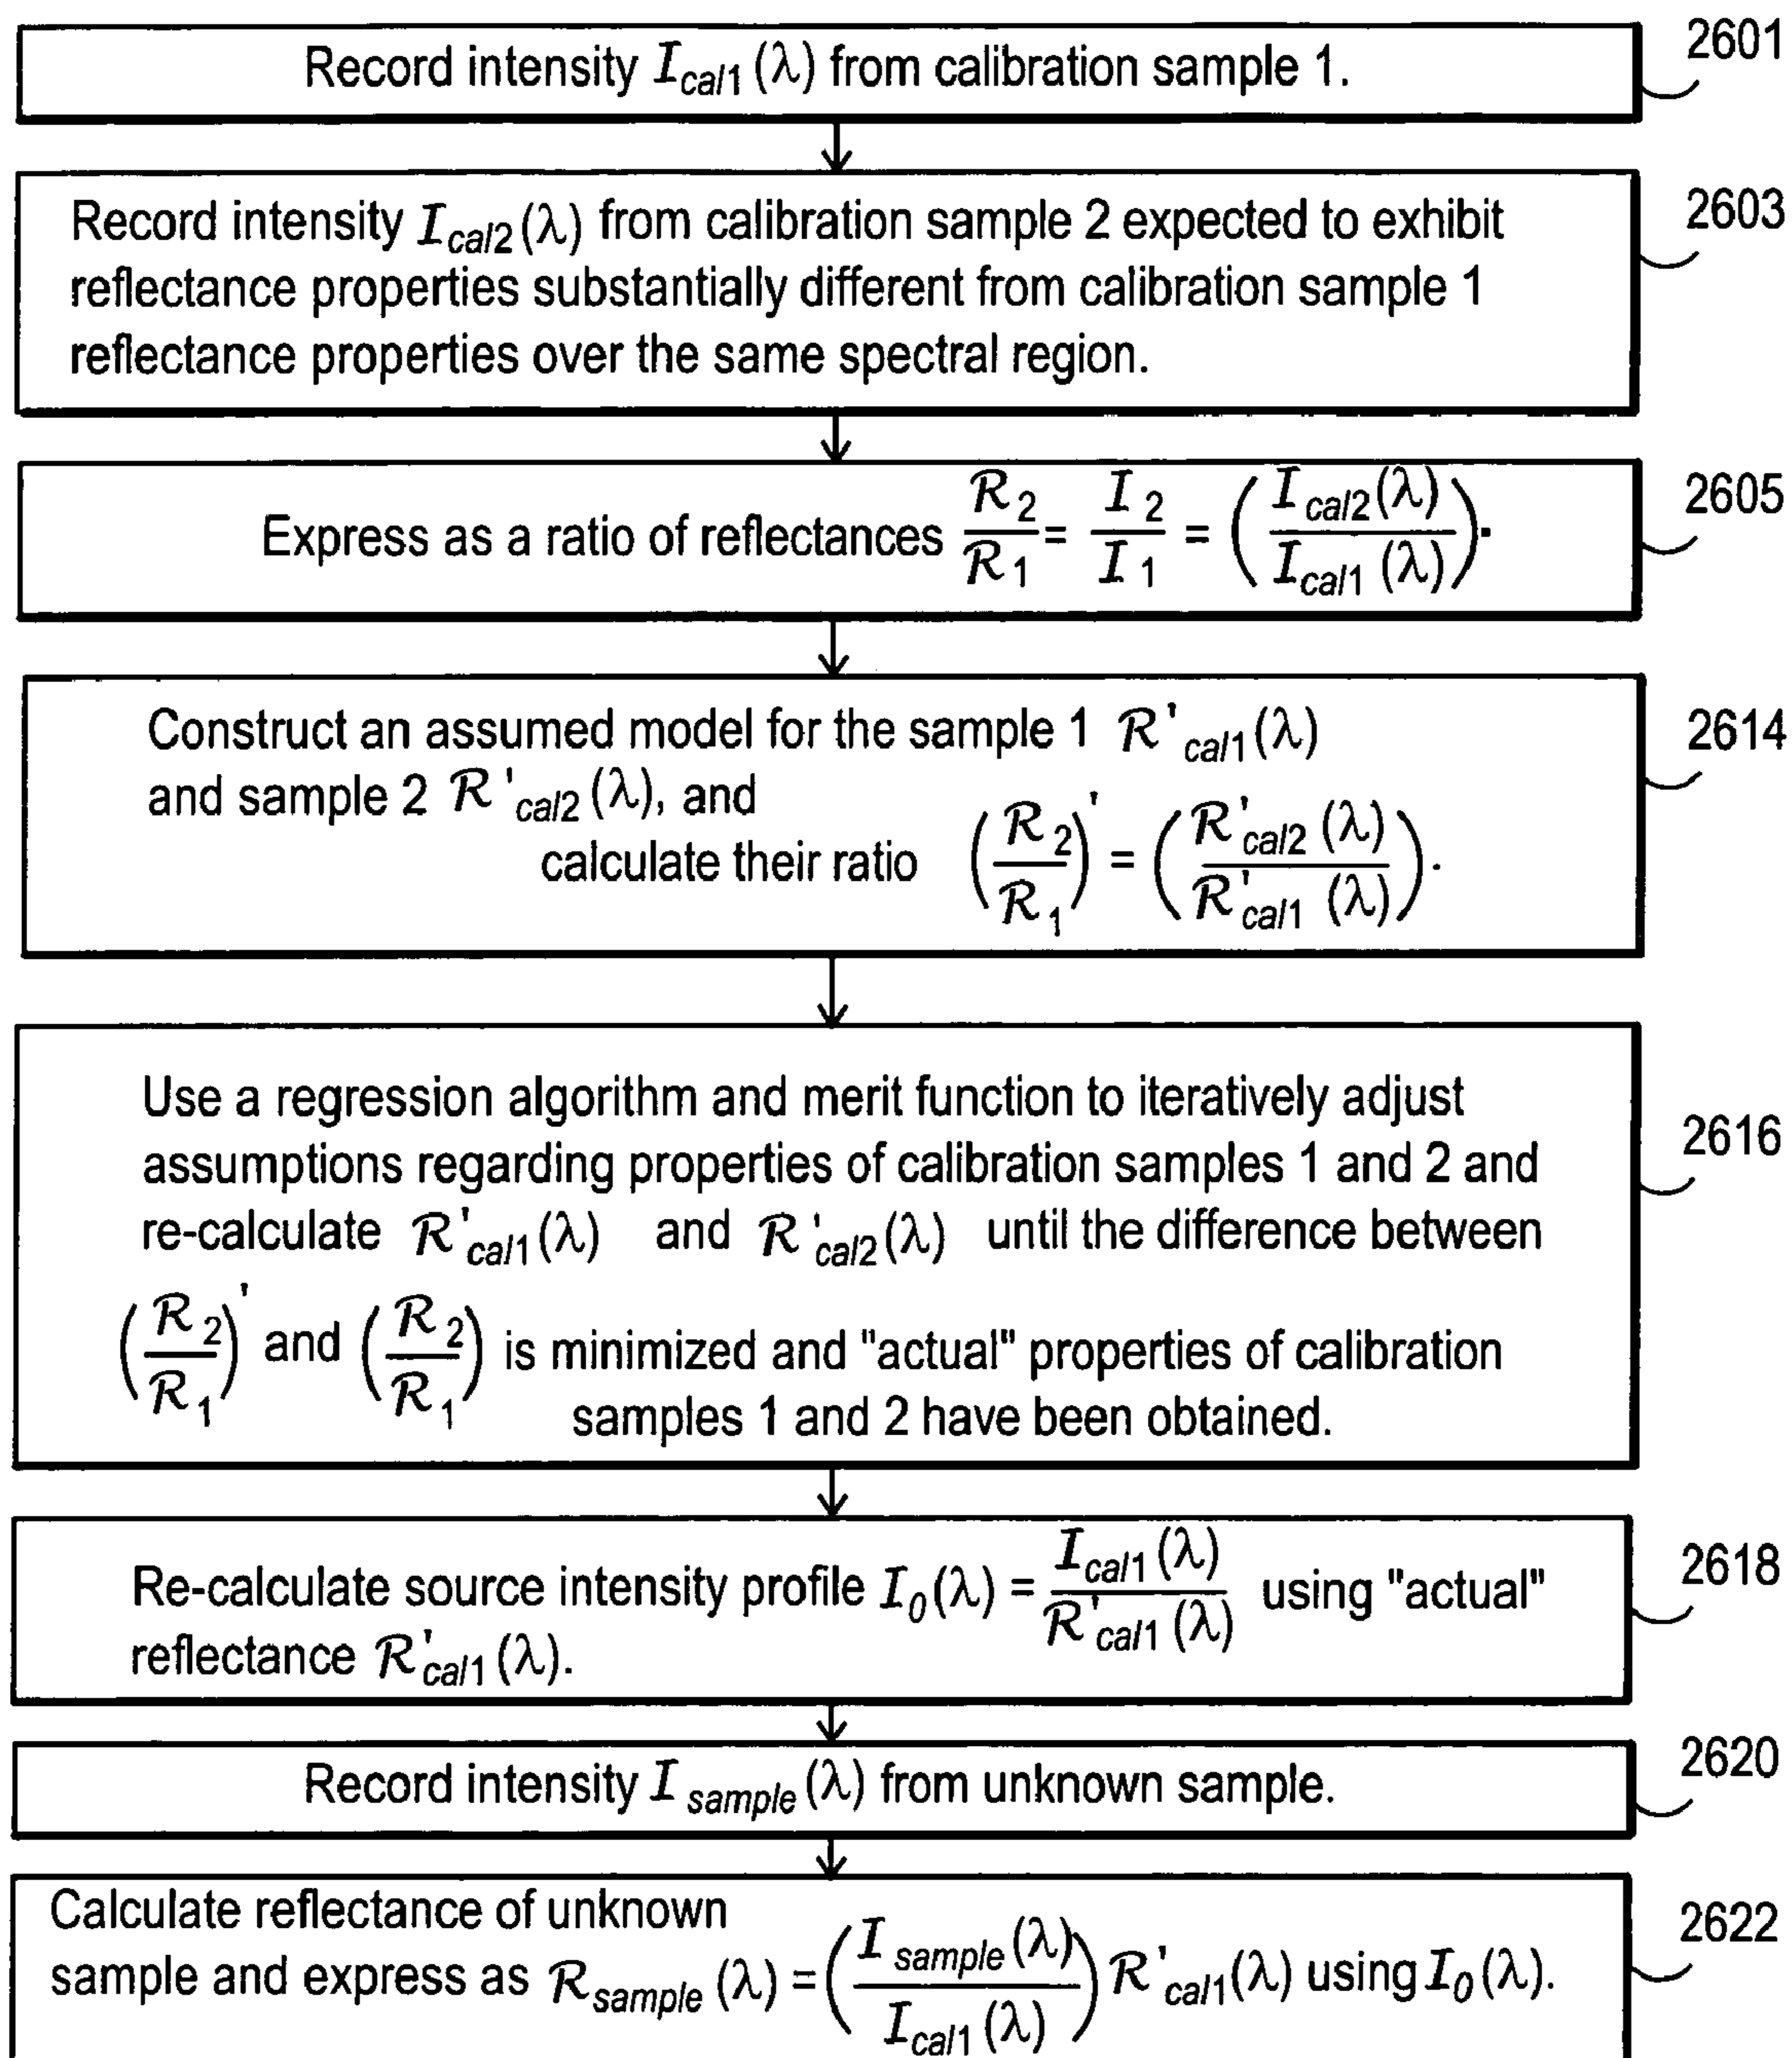 Record intensity I_cal1 (λ) from calibration sample 1.
2601
Record intensity I_cal2 (λ) from calibration sample 2 expected to exhibit
reflectance properties substantially different from calibration sample 1
reflectance properties over the same spectral region.
2603
Express as a ratio of reflectances R_2/R_1 = I_2/I_1 = (I_cal2(λ)/I_cal1(λ)).
2605
Construct an assumed model for the sample 1 R'_cal1(λ)
and sample 2 R'_cal2(λ), and
calculate their ratio (R_2/R_1)' = (R'_cal2(λ)/R'_cal1(λ)).
2614
Use a regression algorithm and merit function to iteratively adjust
assumptions regarding properties of calibration samples 1 and 2 and
re-calculate R'_cal1(λ) and R'_cal2(λ) until the difference between
(R_2/R_1)' and (R_2/R_1) is minimized and "actual" properties of calibration
samples 1 and 2 have been obtained.
2616
Re-calculate source intensity profile I_0(λ) = I_cal1(λ)/R'_cal1(λ) using "actual"
reflectance R'_cal1(λ).
2618
Record intensity I_sample(λ) from unknown sample.
2620
Calculate reflectance of unknown
sample and express as R_sample(λ) = (I_sample(λ)/I_cal1(λ)) R'_cal1(λ) using I_0(λ).
2622